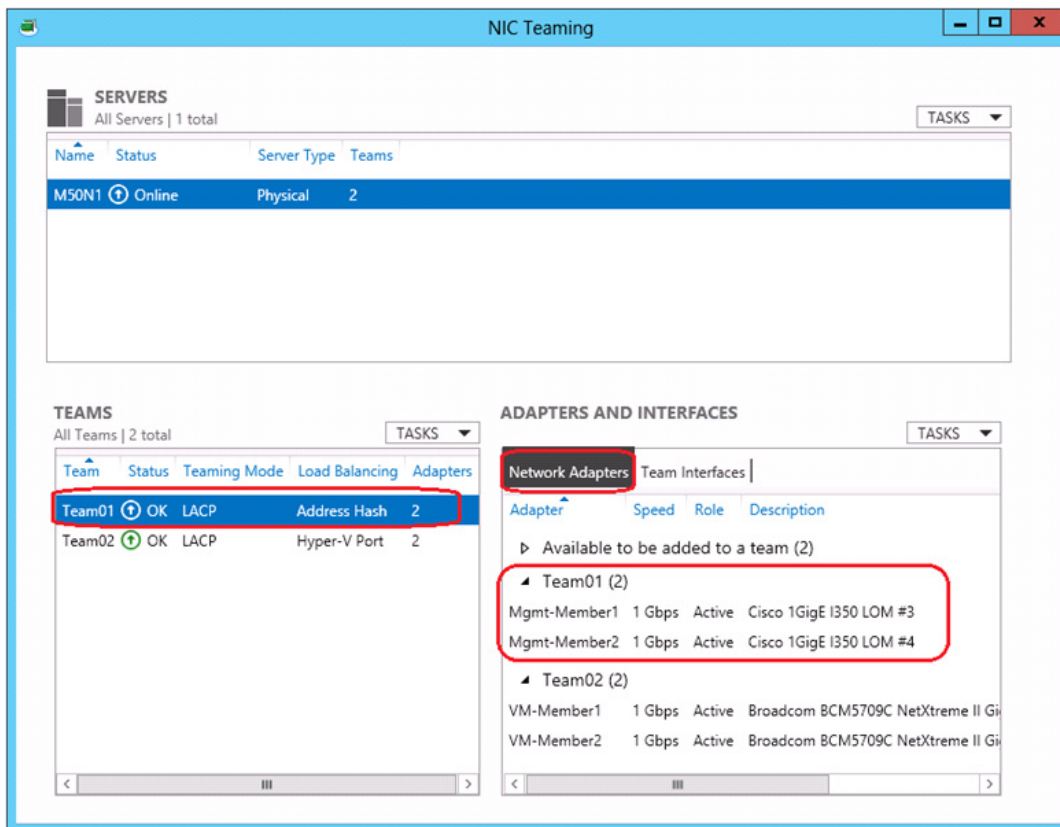 NIC Teaming
SERVERS
All Servers | 1 total
TASKS
Name Status Server Type Teams
M50N1 Online Physical 2
TEAMS
All Teams | 2 total
TASKS
Team Status Teaming Mode Load Balancing Adapters
Team01 OK LACP Address Hash 2
Team02 OK LACP Hyper-V Port 2
ADAPTERS AND INTERFACES
TASKS
Network Adapters Team Interfaces
Adapter Speed Role Description
Available to be added to a team (2)
Team01 (2)
Mgmt-Member1 1 Gbps Active Cisco 1GigE I350 LOM #3
Mgmt-Member2 1 Gbps Active Cisco 1GigE I350 LOM #4
Team02 (2)
VM-Member1 1 Gbps Active Broadcom BCM5709C NetXtreme II Gi
VM-Member2 1 Gbps Active Broadcom BCM5709C NetXtreme II Gi